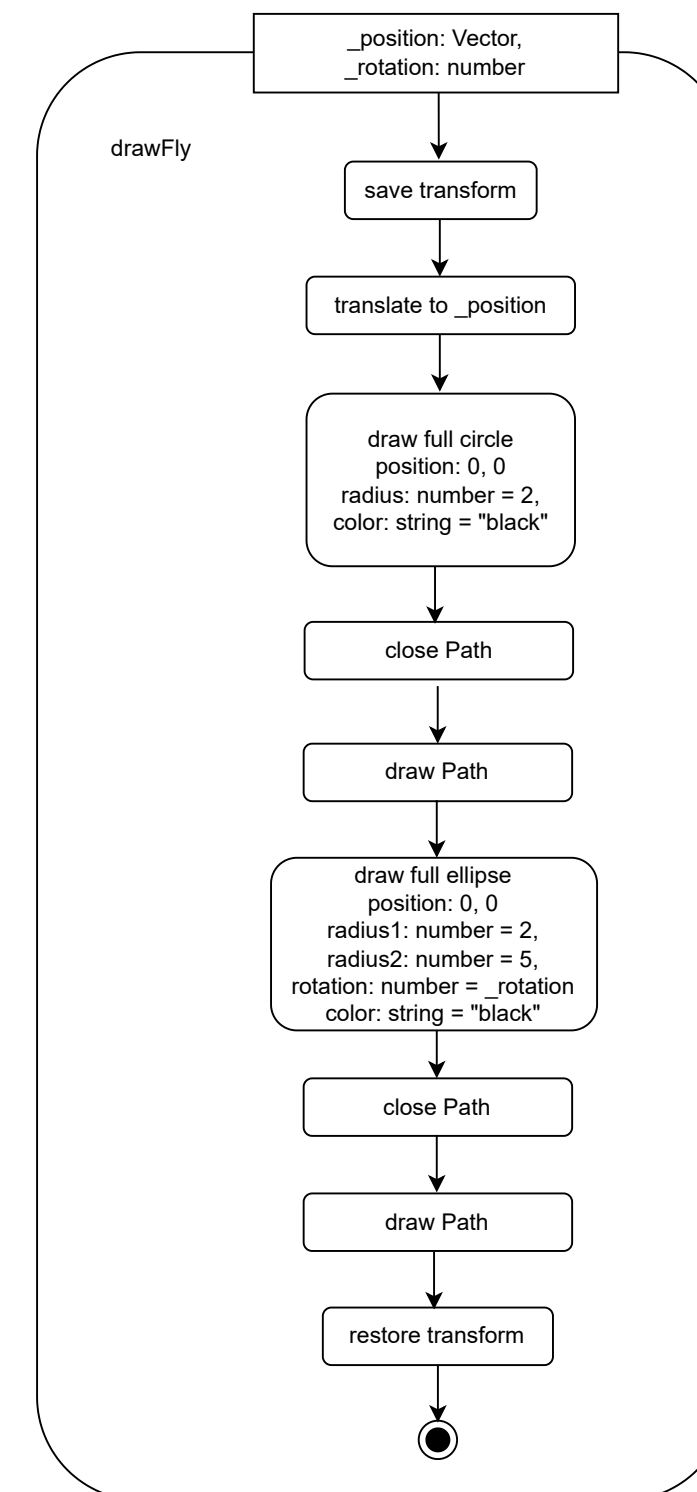 _position: Vector,
_rotation: number
drawFly
save transform
translate to _position
draw full circle
position: 0, 0
radius: number = 2,
color: string = "black"
close Path
draw Path
draw full ellipse
position: 0, 0
radius1: number = 2,
radius2: number = 5,
rotation: number = _rotation
color: string = "black"
close Path
draw Path
restore transform